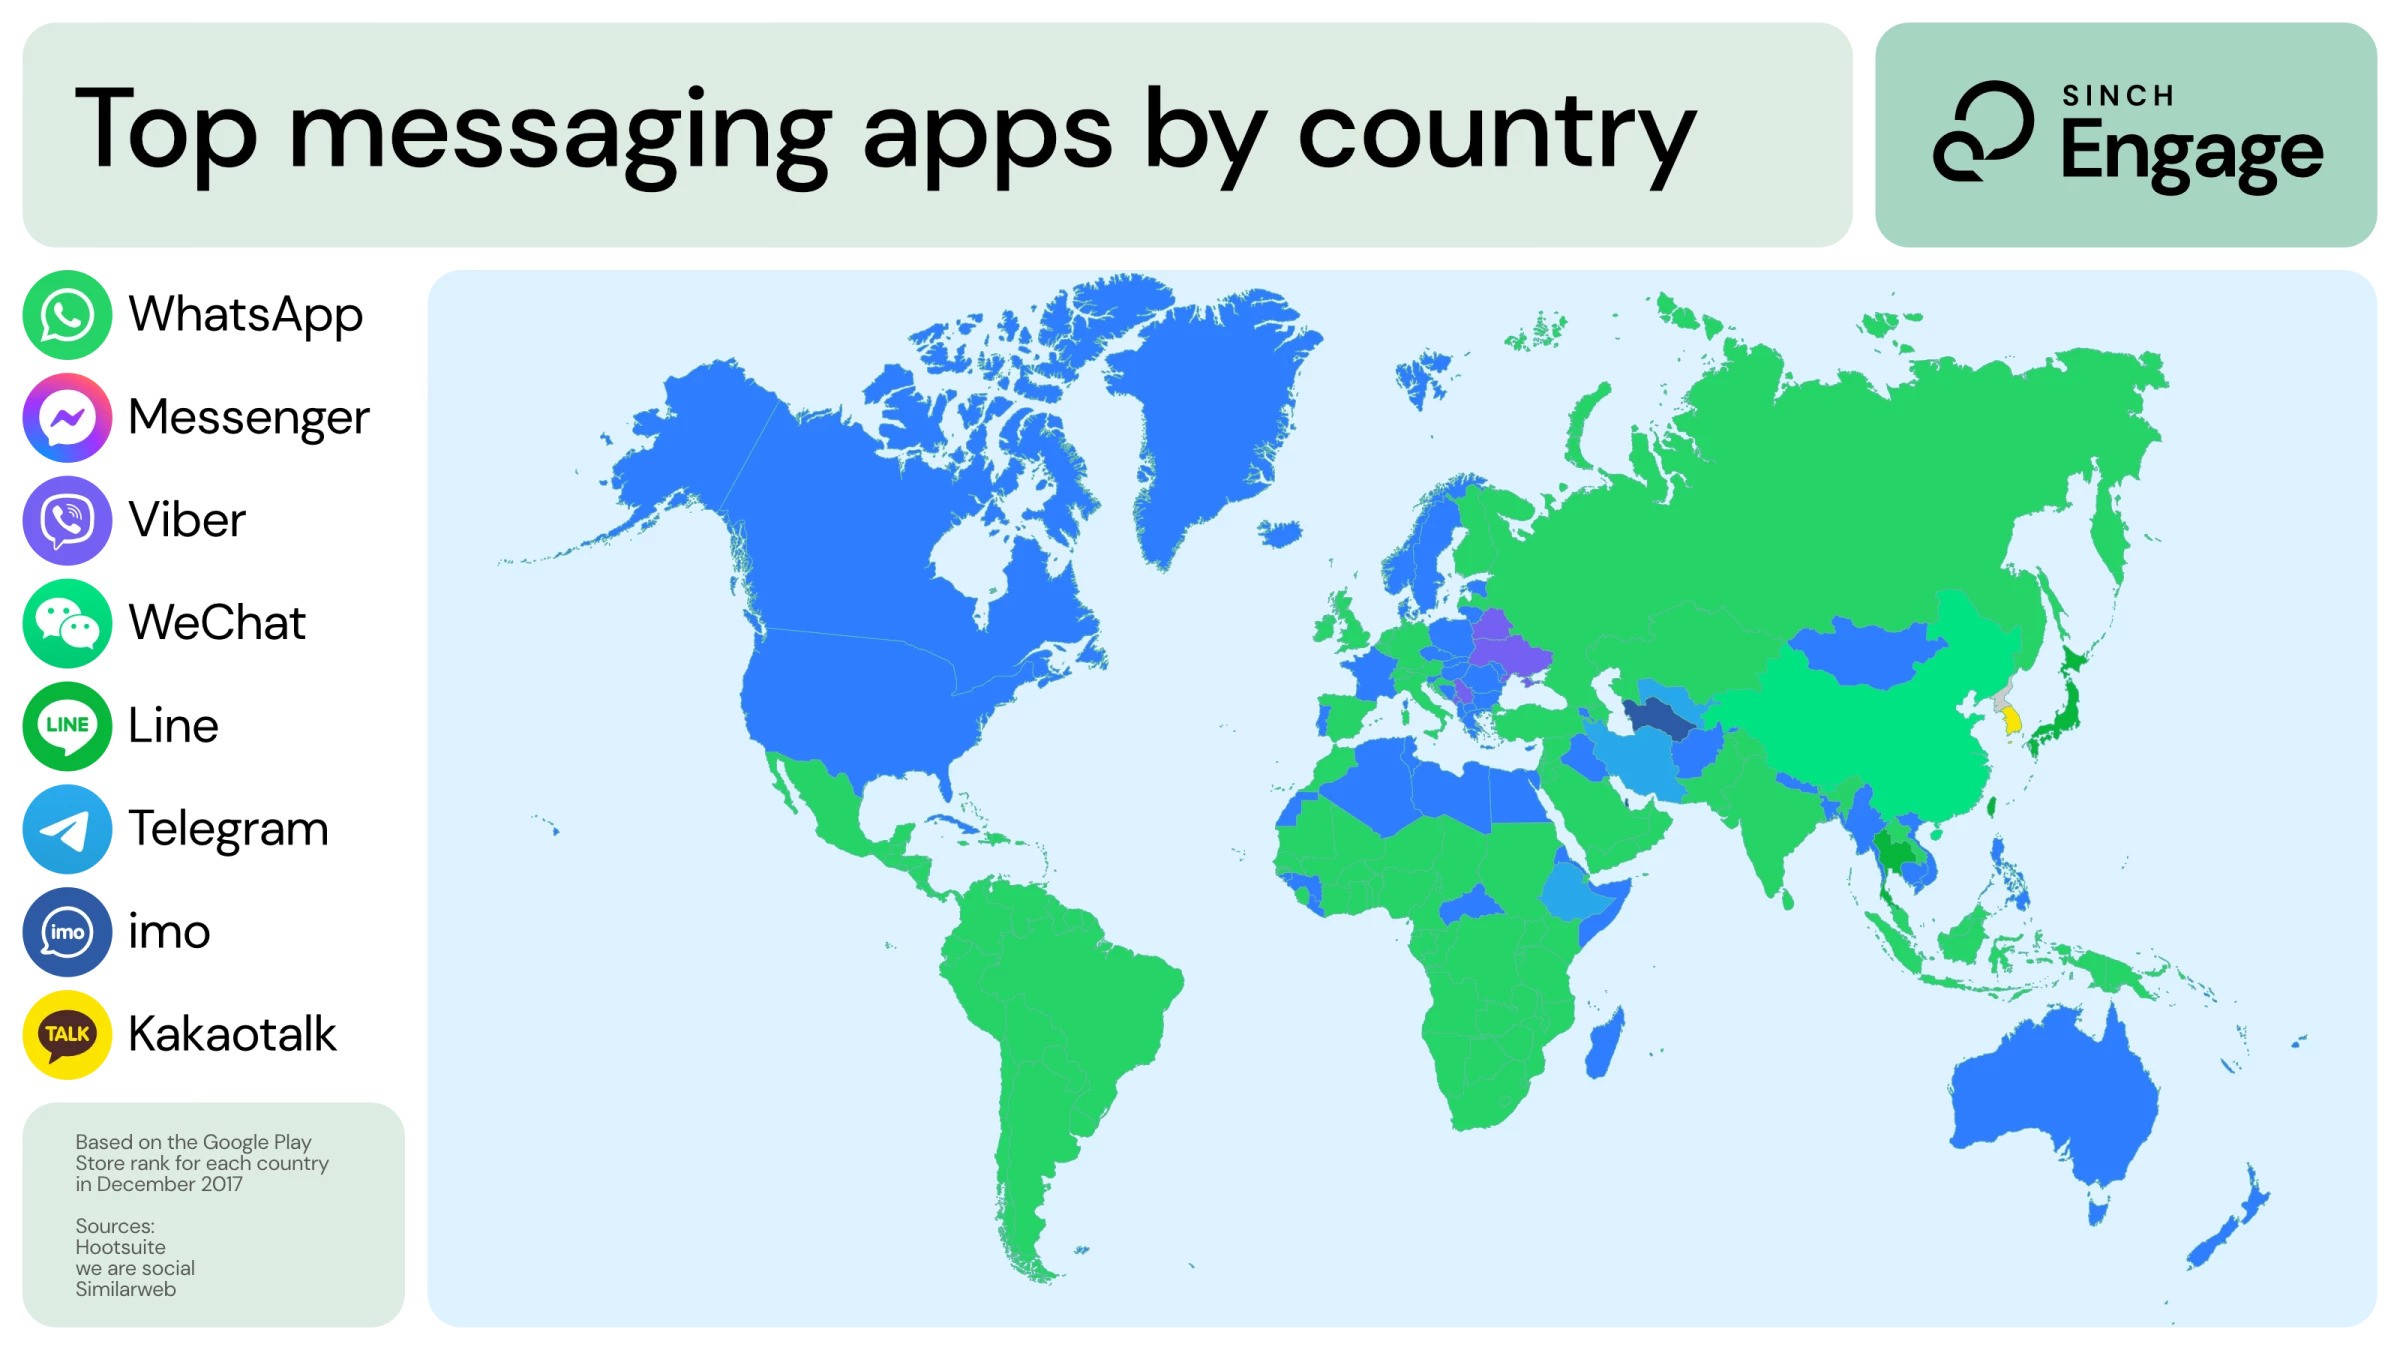 Top messaging apps by country
SINCH
Engage
WhatsApp
Messenger
Viber
WeChat
LINE
Line
Telegram
imo
imo
TALK
Kakaotalk
Based on the Google Play
Store rank for each country
in December 2017
Sources:
Hootsuite
we are social
Similarweb